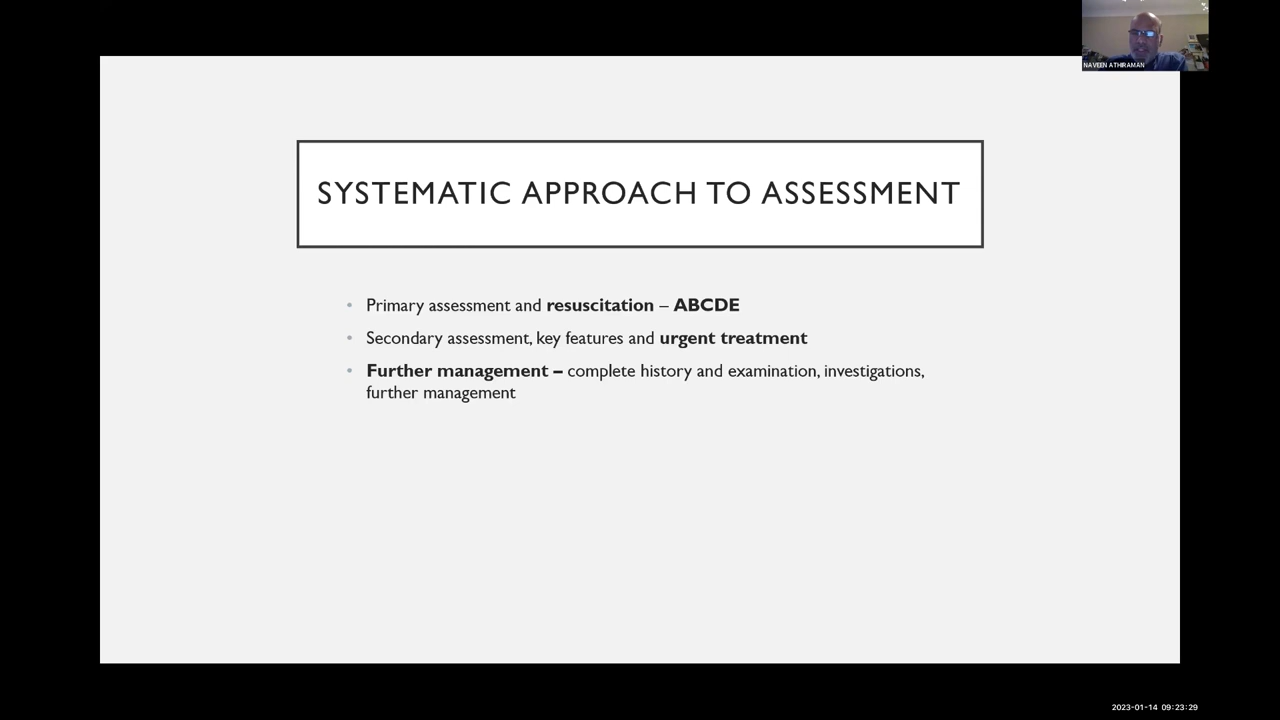 NAVEEN ATHIRAMAN
SYSTEMATIC APPROACH TO ASSESSMENT
• Primary assessment and resuscitation – ABCDE
• Secondary assessment, key features and urgent treatment
• Further management – complete history and examination, investigations,
further management
2023-01-14 09:23:29